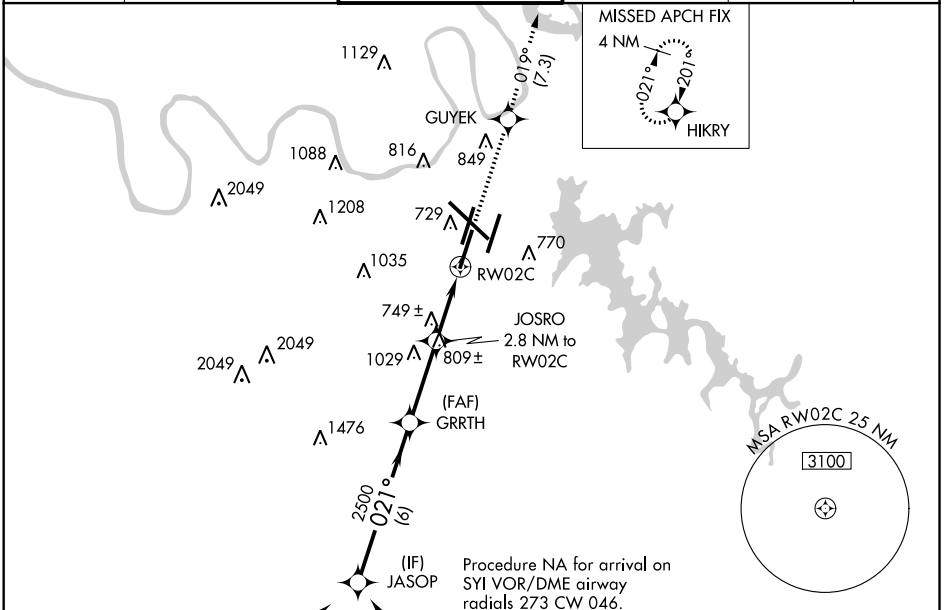 MISSED APCH FIX
4 NM
021°
201°
HIKRY
1129
019°
(7.3)
GUYEK
849
816
1088
2049
1208
729
770
RW02C
1035
749 ±
JOSRO
2.8 NM to
RW02C
1029
809 ±
2049
2049
(FAF)
GRRTH
1476
MSA RW02C 25 NM
3100
2500
021°
(6)
(IF)
JASOP
Procedure NA for arrival on
SYI VOR/DME airway
radials 273 CW 046.